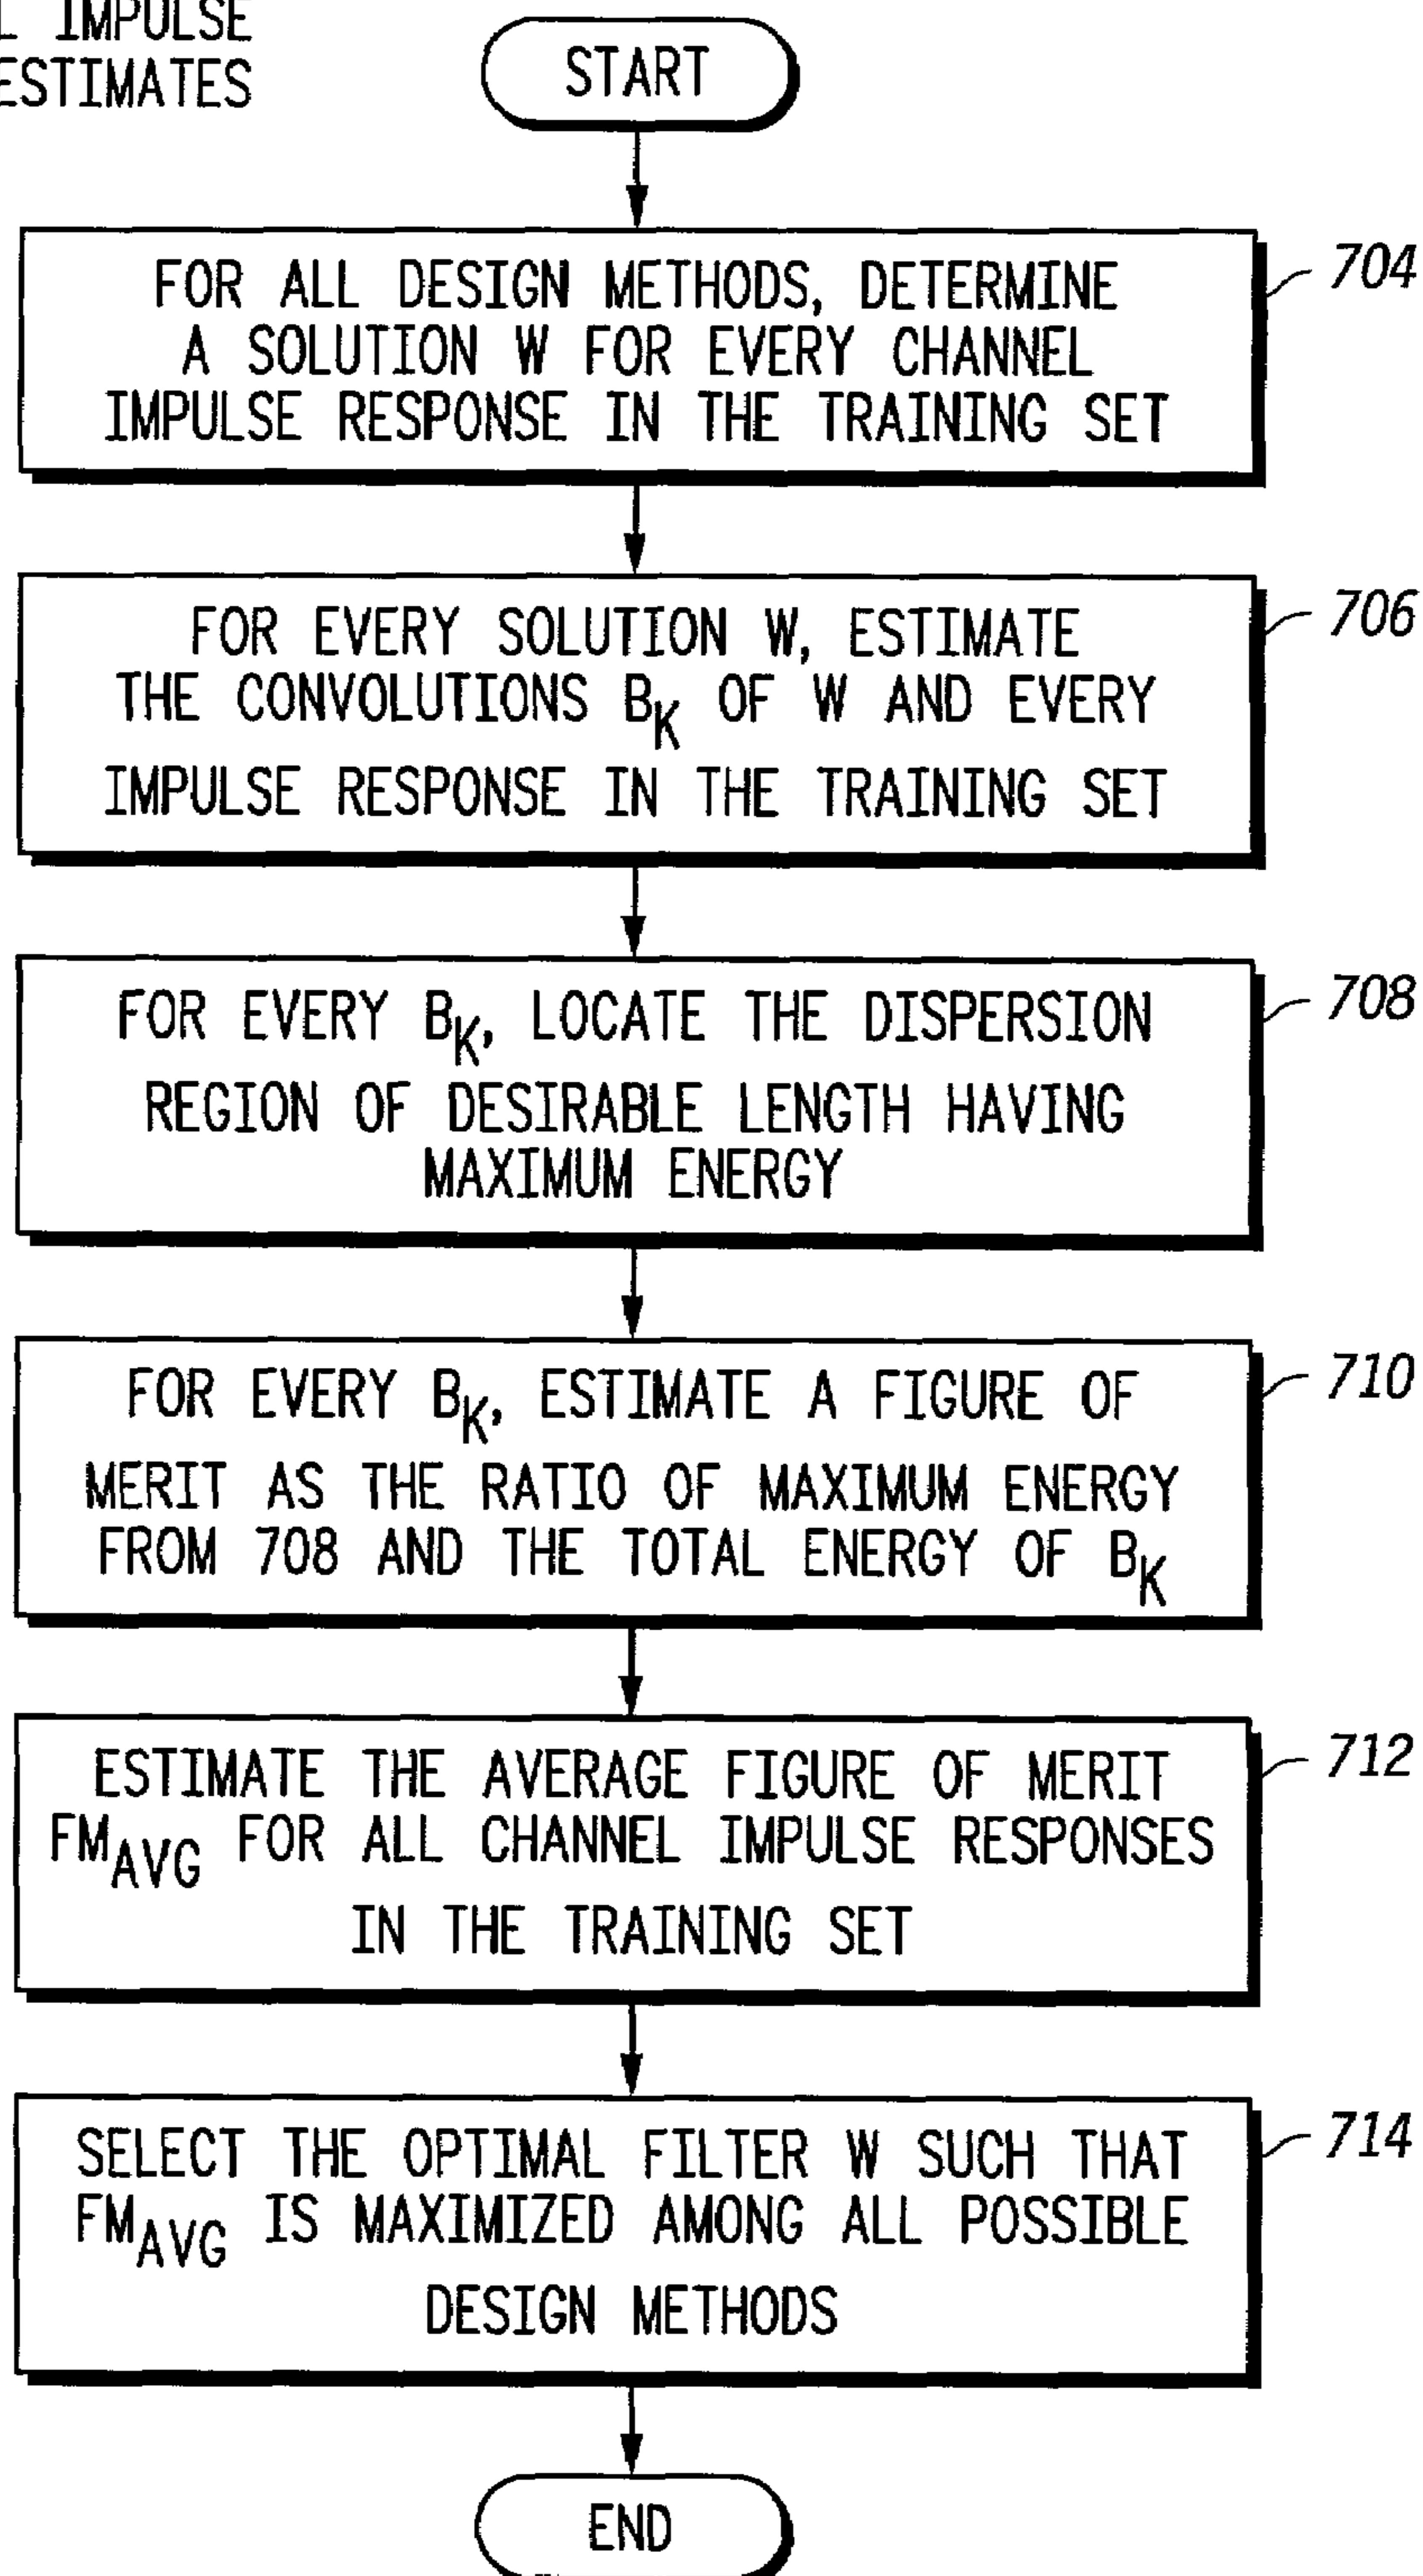 IMPULSE
ESTIMATES
START
FOR ALL DESIGN METHODS, DETERMINE
A SOLUTION W FOR EVERY CHANNEL
IMPULSE RESPONSE IN THE TRAINING SET
704
FOR EVERY SOLUTION W, ESTIMATE
THE CONVOLUTIONS BK OF W AND EVERY
IMPULSE RESPONSE IN THE TRAINING SET
706
FOR EVERY BK, LOCATE THE DISPERSION
REGION OF DESIRABLE LENGTH HAVING
MAXIMUM ENERGY
708
FOR EVERY BK, ESTIMATE A FIGURE OF
MERIT AS THE RATIO OF MAXIMUM ENERGY
FROM 708 AND THE TOTAL ENERGY OF BK
710
ESTIMATE THE AVERAGE FIGURE OF MERIT
FMAVG FOR ALL CHANNEL IMPULSE RESPONSES
IN THE TRAINING SET
712
SELECT THE OPTIMAL FILTER W SUCH THAT
FMAVG IS MAXIMIZED AMONG ALL POSSIBLE
DESIGN METHODS
714
END